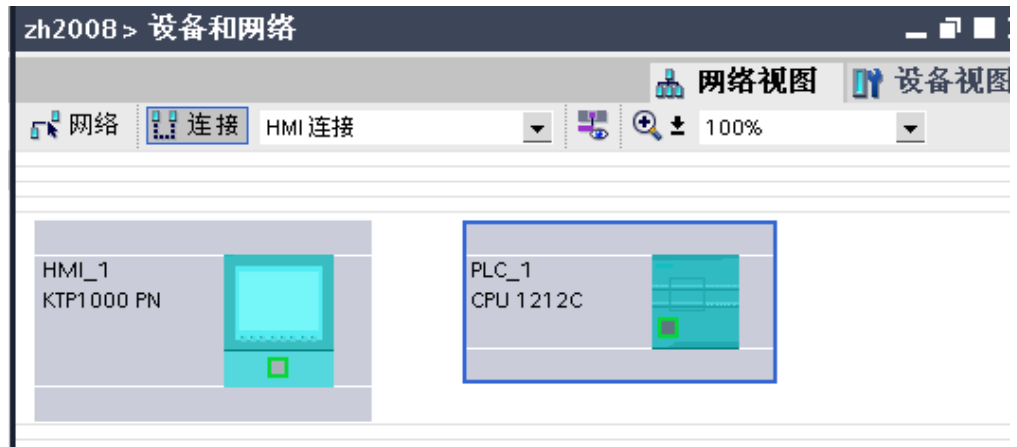 zh2008 > 设备和网络
网络视图 设备视图
网络 连接 HMI 连接 100%
HMI_1
KTP1000 PN
PLC_1
CPU 1212C